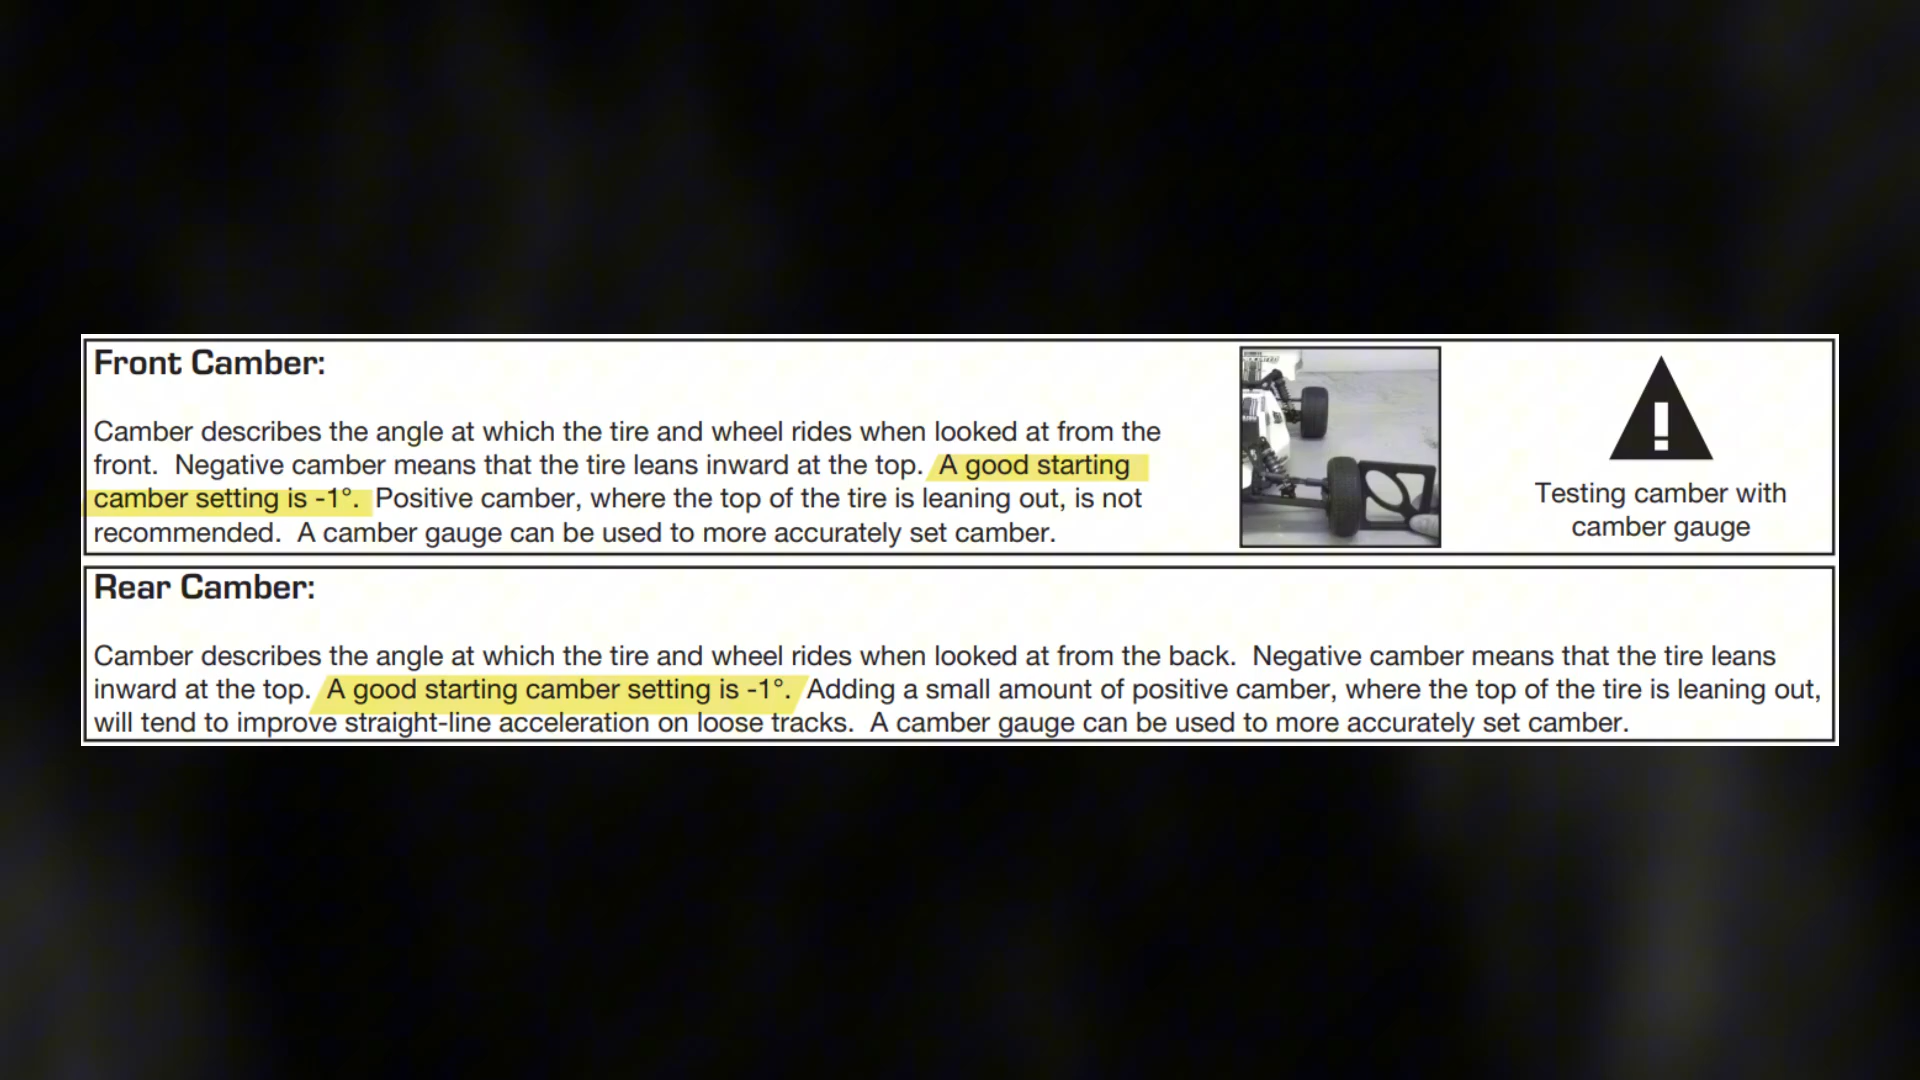 Front Camber:
Camber describes the angle at which the tire and wheel rides when looked at from the
front.  Negative camber means that the tire leans inward at the top.  A good starting
camber setting is -1°.  Positive camber, where the top of the tire is leaning out, is not
recommended.  A camber gauge can be used to more accurately set camber.
Testing camber with
camber gauge
Rear Camber:
Camber describes the angle at which the tire and wheel rides when looked at from the back.  Negative camber means that the tire leans
inward at the top.  A good starting camber setting is -1°.  Adding a small amount of positive camber, where the top of the tire is leaning out,
will tend to improve straight-line acceleration on loose tracks.  A camber gauge can be used to more accurately set camber.